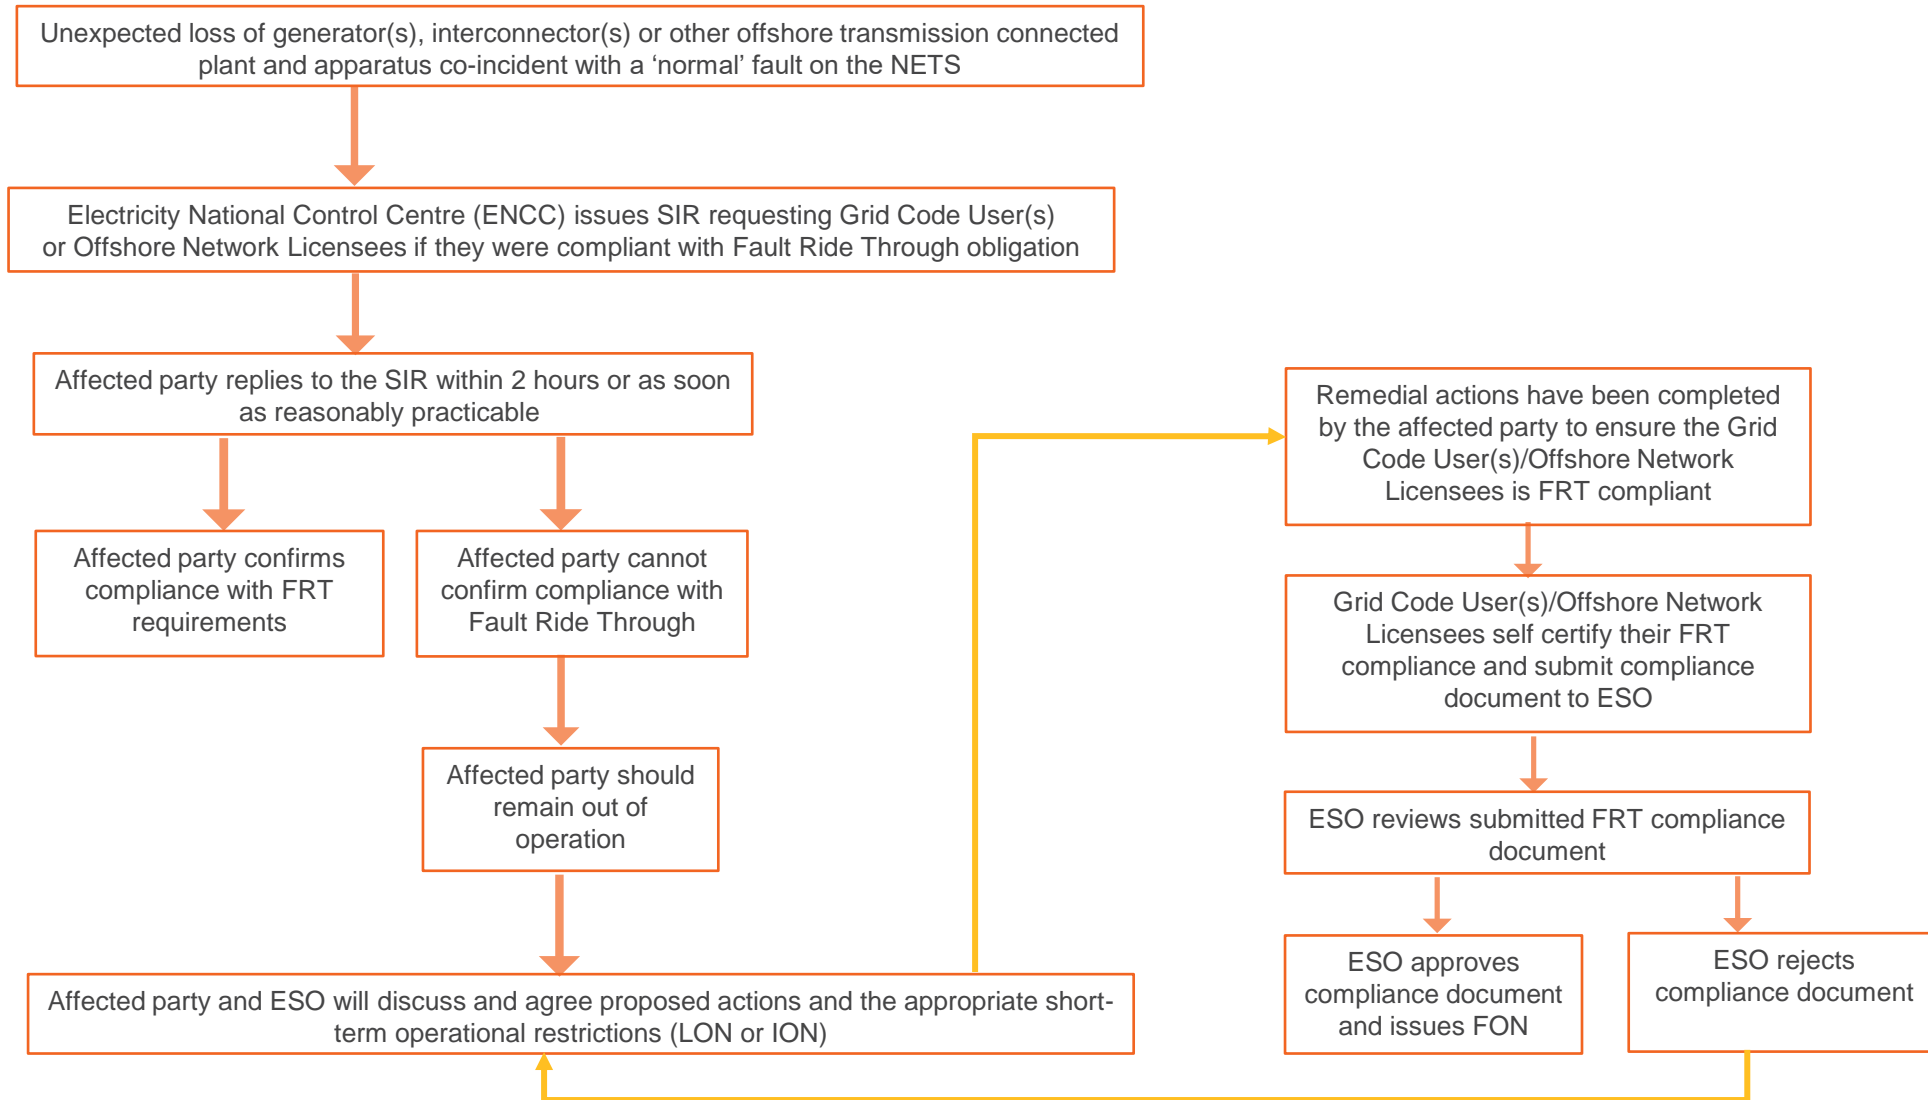 Unexpected loss of generator(s), interconnector(s) or other offshore transmission connected
plant and apparatus co-incident with a ‘normal’ fault on the NETS
Electricity National Control Centre (ENCC) issues SIR requesting Grid Code User(s)
or Offshore Network Licensees if they were compliant with Fault Ride Through obligation
Affected party replies to the SIR within 2 hours or as soon
as reasonably practicable
Affected party confirms
compliance with FRT
requirements
Affected party cannot
confirm compliance with
Fault Ride Through
Affected party should
remain out of
operation
Affected party and ESO will discuss and agree proposed actions and the appropriate short-
term operational restrictions (LON or ION)
Remedial actions have been completed
by the affected party to ensure the Grid
Code User(s)/Offshore Network
Licensees is FRT compliant
Grid Code User(s)/Offshore Network
Licensees self certify their FRT
compliance and submit compliance
document to ESO
ESO reviews submitted FRT compliance
document
ESO approves
compliance document
and issues FON
ESO rejects
compliance document